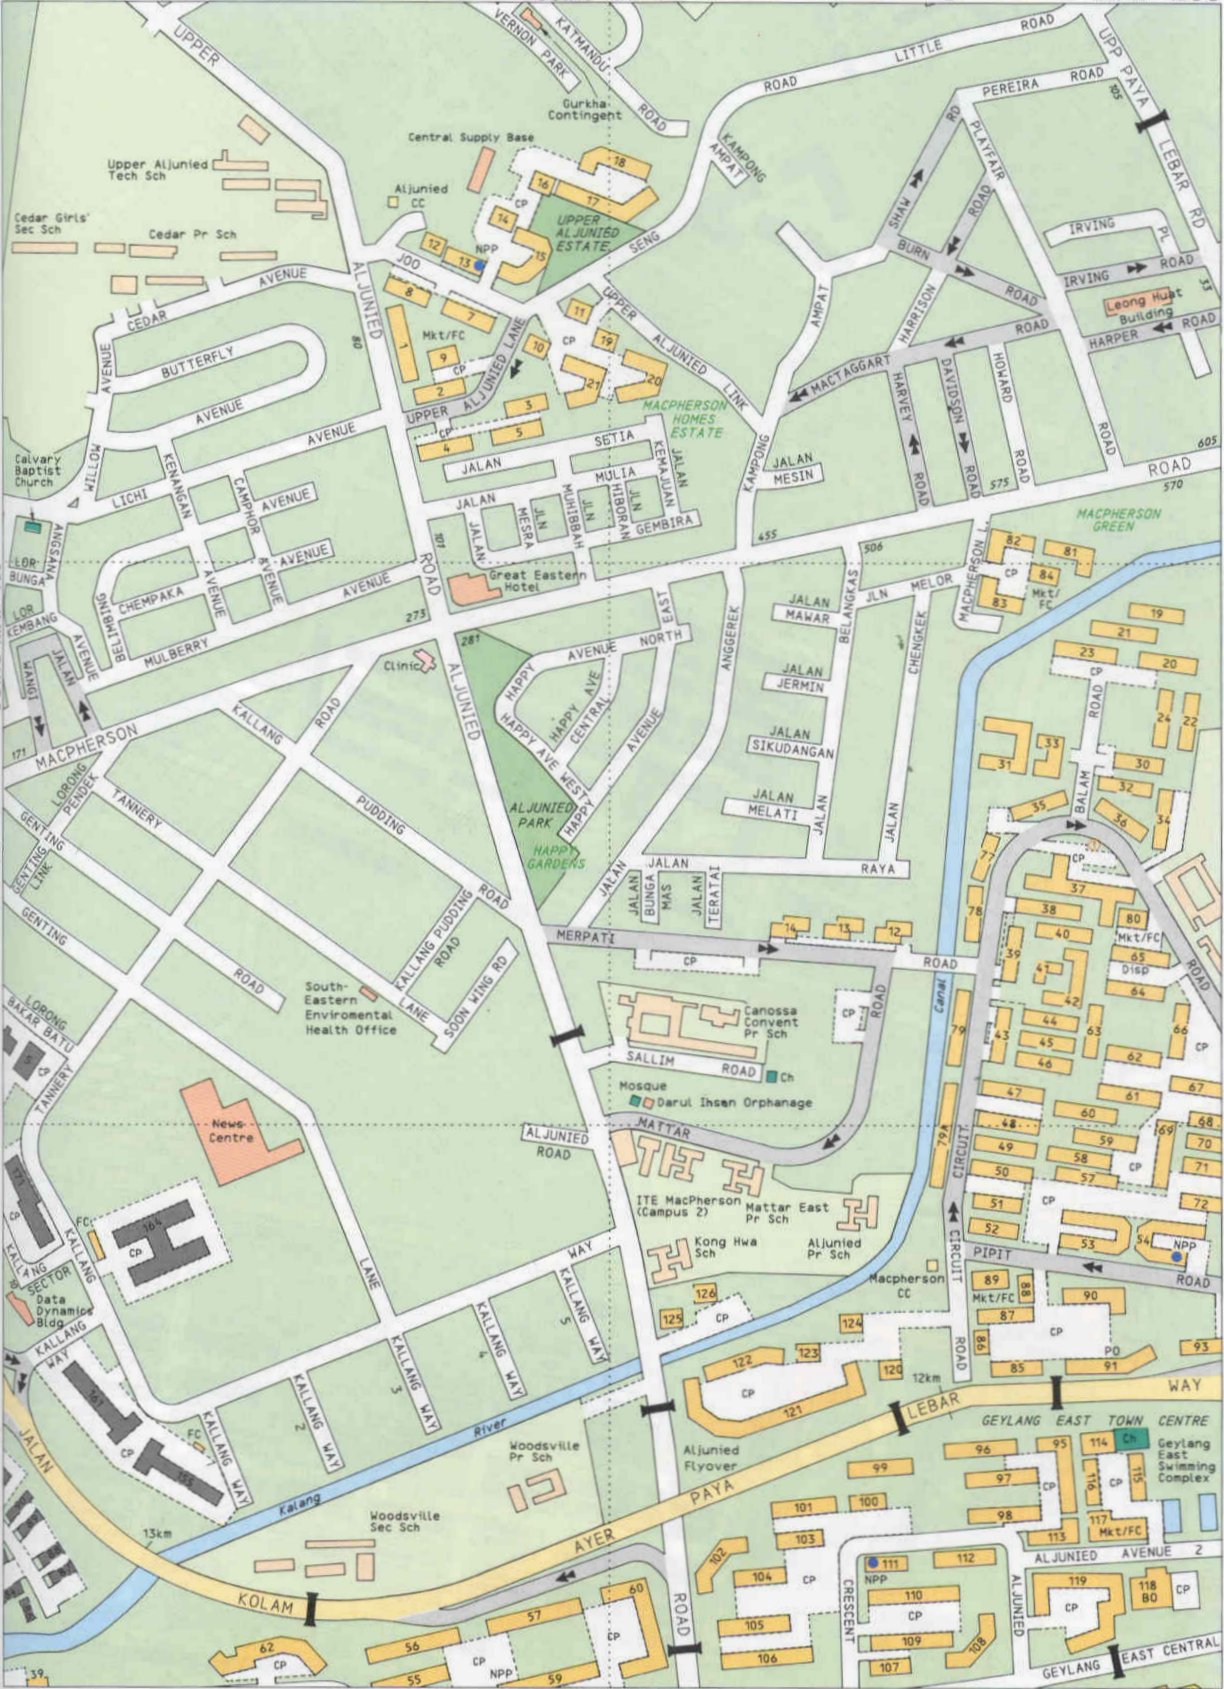 UPPER
VERNON PARK
KATMANDU
ROAD
Gurkha
Contingent
ROAD
LITTLE
ROAD
UPP PAYA
LEBAR RD
105
PEREIRA
ROAD
Central Supply Base
Upper Aljunied
Tech Sch
Aljunied
CC
18
16
17
CP
14
15
12
13
NPP
UPPER
ALJUNIED
ESTATE
KAMPONG
AMPAT
SENG
SHAW
RD
PLAYFAIR
ROAD
BURN
ROAD
IRVING
PL
IRVING
ROAD
33
Leong Huat
Building
HARPER
ROAD
Cedar Girls'
Sec Sch
Cedar Pr Sch
JOO
ALJUNIED
80
CEDAR
AVENUE
8
7
1
Mkt/FC
9
CP
2
10
11
CP
19
20
21
UPPER
ALJUNIED
LINK
UPPER
ALJUNIED
LANE
3
5
4
CP
AMPAT
HARRISON
ROAD
MACTAGGART
HARVEY
ROAD
DAVIDSON
ROAD
HOWARD
ROAD
ROAD
ROAD
605
570
575
BUTTERFLY
AVENUE
AVENUE
AVENUE
WILLOW
MACPHERSON
HOMES
ESTATE
JALAN
SETIA
JALAN
MULIA
JALAN
KEMAJUAN
JALAN
JLN
MESRA
JLN
MUHIBBAH
JLN
HIBORAN
GEMBIRA
KAMPONG
JALAN
MESIN
Calvary
Baptist
Church
LICHI
AVENUE
KENANGAN
AVENUE
CAMPHOR
AVENUE
AVENUE
CHEMPAKA
AVENUE
BELIMBING
MULBERRY
AVENUE
ANGSANA
AVENUE
LOR
BUNGA
LOR
KEMBANG
WANGI
JALAN
ROAD
101
273
281
Great Eastern
Hotel
455
506
MACPHERSON
GREEN
MACPHERSON L.
82
81
CP
84
Mkt/
FC
83
JLN
MELOR
BELANGKAS
JALAN
CHENGKEK
JALAN
JALAN
MAWAR
JALAN
JERMIN
JALAN
SIKUDANGAN
JALAN
MELATI
ANGGEREK
JALAN
JALAN
RAYA
JALAN
BUNGA
MAS
JALAN
TERATAI
Clinic
ALJUNIED
HAPPY
AVENUE
NORTH
EAST
AVENUE
HAPPY
HAPPY AVE
CENTRAL
HAPPY AVE WEST
ALJUNIED
PARK
HAPPY
GARDENS
171
MACPHERSON
LORONG
PENDEK
TANNERY
KALLANG
PUDDING
ROAD
ROAD
GENTING
GENTING
LINK
GENTING
ROAD
LANE
KALLANG PUDDING
ROAD
SOON WING RD
LORONG
BAKAR BATU
5
CP
TANNERY
South-
Eastern
Enviromental
Health Office
19
21
23
20
CP
24
22
ROAD
BALAM
31
33
30
32
35
36
34
CP
77
78
37
38
39
40
41
42
43
80
Mkt/FC
65
Disp
64
ROAD
44
45
46
47
48
49
50
51
52
63
62
61
60
59
58
57
66
CP
67
68
69
70
71
72
CP
CP
53
54
NPP
MERPATI
CP
14
13
12
ROAD
ROAD
CP
Canal
79
79A
Canossa
Convent
Pr Sch
SALLIM
ROAD
Ch
Mosque
Darul Ihsan Orphanage
MATTAR
ALJUNIED
ROAD
News
Centre
171
CP
164
CP
FC
KALLANG
KALLANG
SECTOR
10
Data
Dynamics
Bldg
KALLANG
WAY
LANE
WAY
ITE MacPherson
(Campus 2)
Mattar East
Pr Sch
Kong Hwa
Sch
Aljunied
Pr Sch
Macpherson
CC
CIRCUIT
CIRCUIT
ROAD
PIPIT
ROAD
89
Mkt/FC
88
87
86
90
CP
PO
85
91
93
126
125
CP
124
123
122
CP
121
120
12km
LEBAR
WAY
PAYA
AYER
KOLAM
JALAN
13km
167
CP
155
FC
KALLANG WAY
KALLANG WAY
2
KALLANG WAY
3
KALLANG WAY
4
KALLANG WAY
5
River
Kalang
Woodsville
Pr Sch
Woodsville
Sec Sch
Aljunied
Flyover
GEYLANG EAST TOWN CENTRE
96
95
114
Ch
Geylang
East
Swimming
Complex
97
CP
116
CP
115
98
117
Mkt/FC
113
99
101
100
103
102
104
CP
105
106
111
NPP
112
ALJUNIED AVENUE 2
110
CP
109
108
107
CRESCENT
ALJUNIED
119
CP
118
BO
CP
GEYLANG
EAST CENTRAL
ROAD
60
57
CP
56
CP
NPP
55
59
62
CP
39